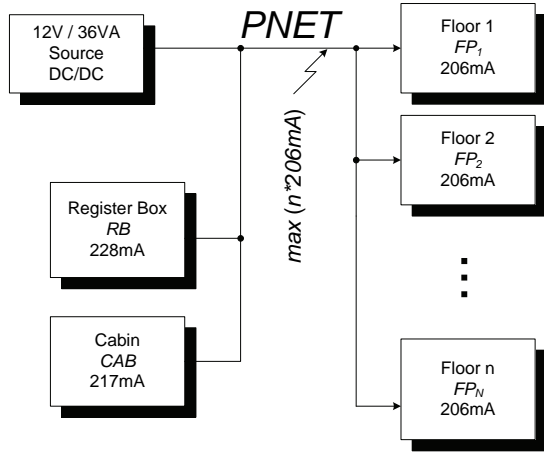 12V / 36VA
Source
DC/DC
PNET
Floor 1
FP1
206mA
Floor 2
FP2
206mA
max (n*206mA)
Register Box
RB
228mA
Cabin
CAB
217mA
Floor n
FPN
206mA